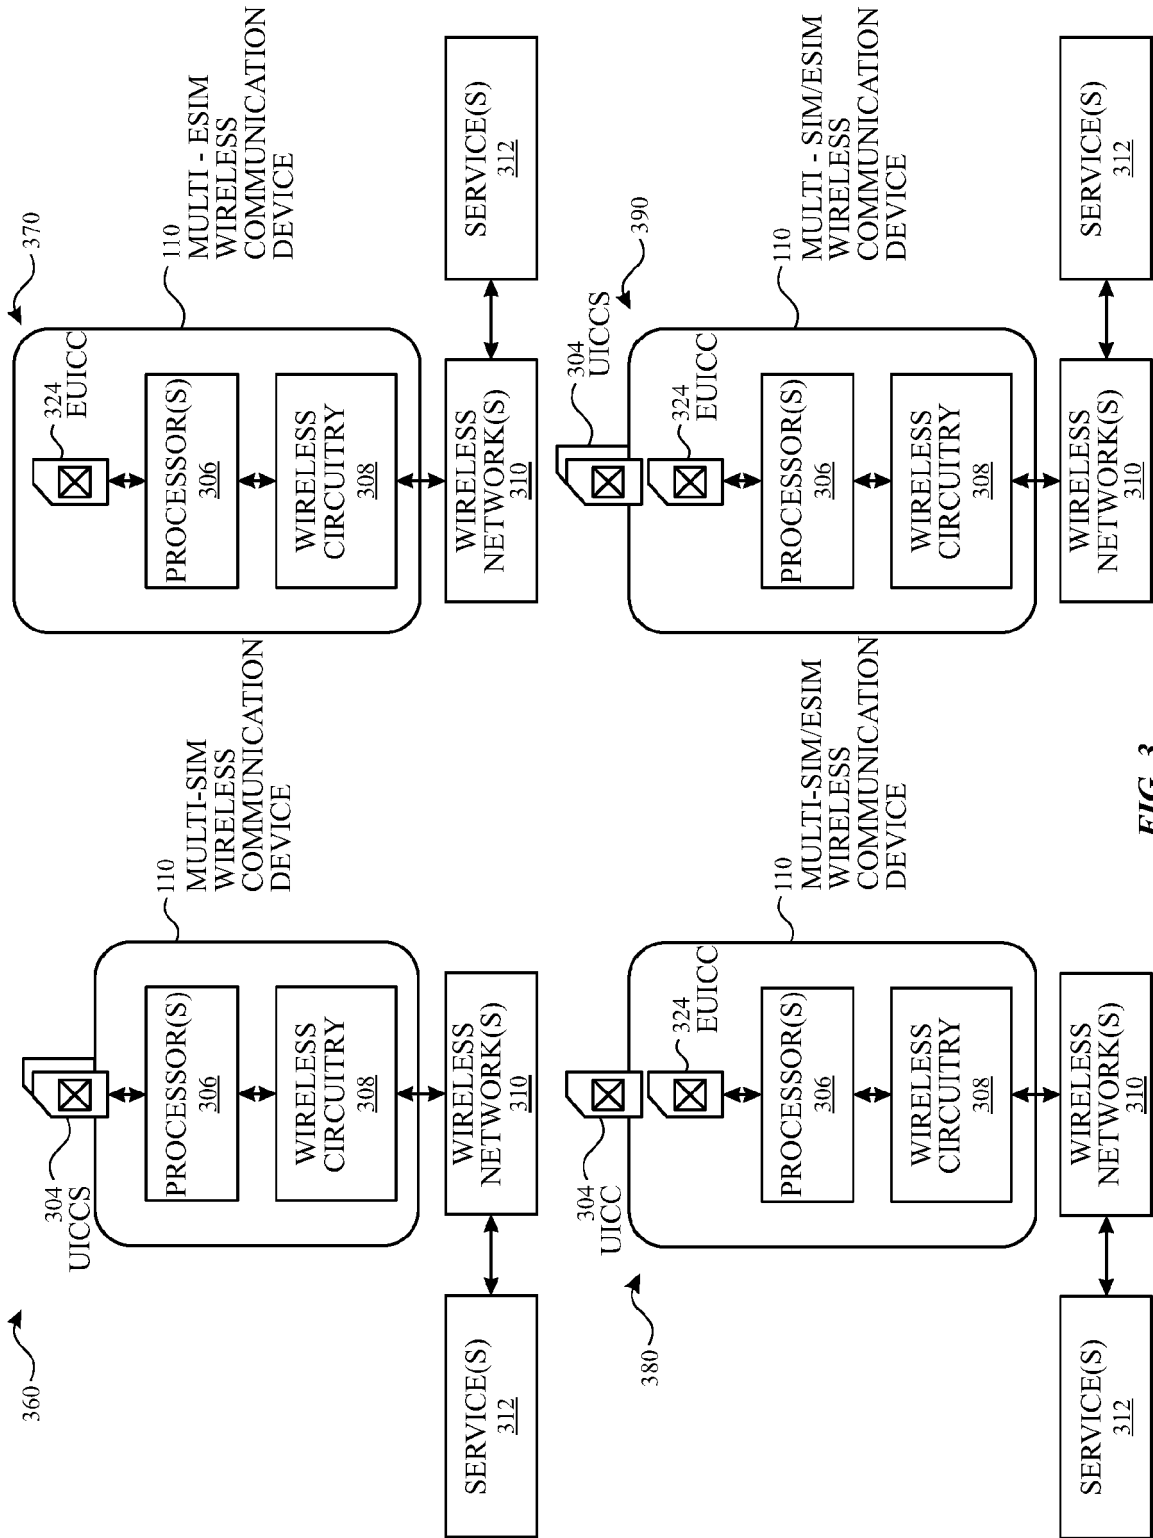 360
304
UICCS
110
MULTI-SIM
WIRELESS
COMMUNICATION
DEVICE
PROCESSOR(S)
306
WIRELESS
CIRCUITRY
308
SERVICE(S)
312
WIRELESS
NETWORK(S)
310
370
324
EUICC
110
MULTI - ESIM
WIRELESS
COMMUNICATION
DEVICE
PROCESSOR(S)
306
WIRELESS
CIRCUITRY
308
WIRELESS
NETWORK(S)
310
SERVICE(S)
312
380
304
UICC
324
EUICC
110
MULTI-SIM/ESIM
WIRELESS
COMMUNICATION
DEVICE
PROCESSOR(S)
306
WIRELESS
CIRCUITRY
308
SERVICE(S)
312
WIRELESS
NETWORK(S)
310
304
UICCS
390
324
EUICC
110
MULTI - SIM/ESIM
WIRELESS
COMMUNICATION
DEVICE
PROCESSOR(S)
306
WIRELESS
CIRCUITRY
308
WIRELESS
NETWORK(S)
310
SERVICE(S)
312
FIG. 3